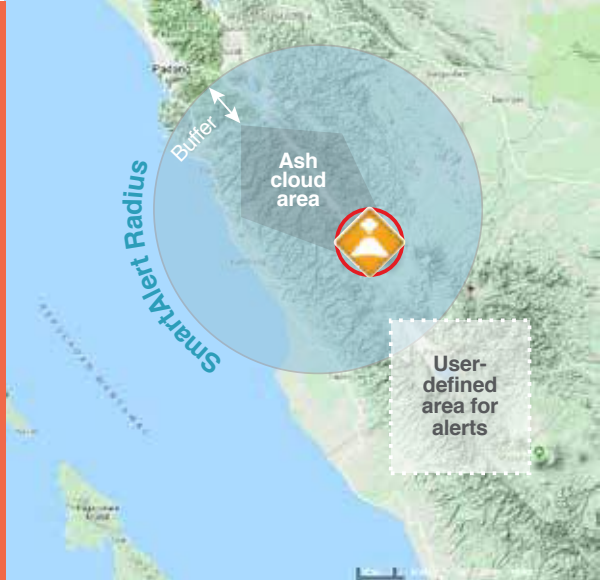 Padang
Buffer
Ash
cloud
area
SmartAlert Radius
User-
defined
area for
alerts